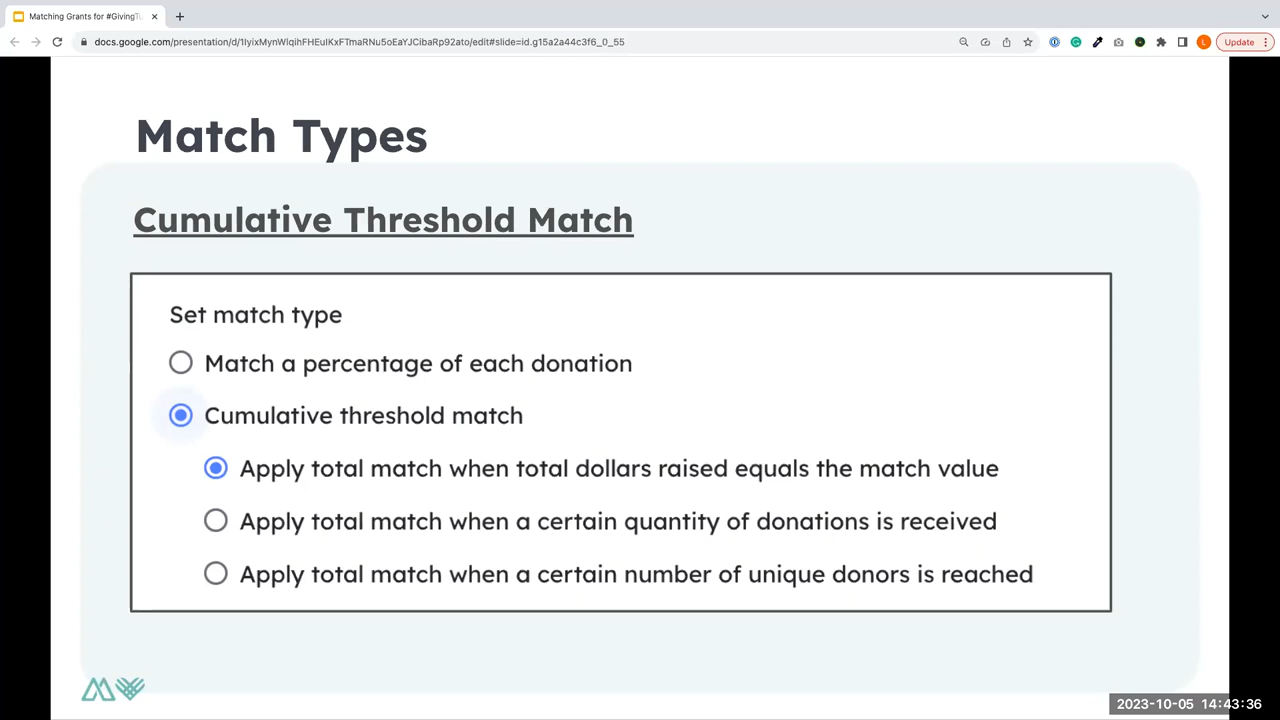 Matching Grants for #GivingTu
docs.google.com/presentation/d/1IyixMynWlqihFHEuIKxFTmaRNu5oEaYJCibaRp92ato/edit#slide=id.g15a2a44c3f6_0_55
L
Update
Match Types
Cumulative Threshold Match
Set match type
Match a percentage of each donation
Cumulative threshold match
Apply total match when total dollars raised equals the match value
Apply total match when a certain quantity of donations is received
Apply total match when a certain number of unique donors is reached
2023-10-05 14:43:36